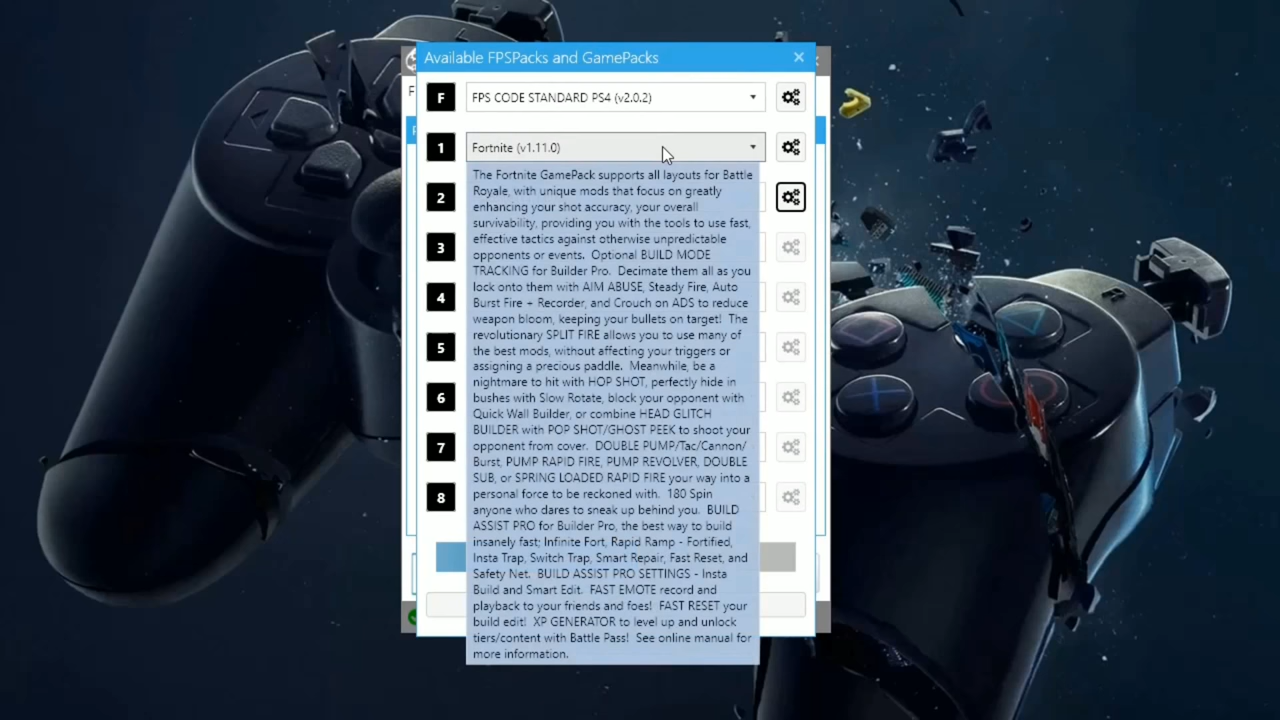 Available FPSPacks and GamePacks
F
F FPS CODE STANDARD PS4 (v2.0.2)
1 Fortnite (v1.11.0)
The Fortnite GamePack supports all layouts for Battle
Royale, with unique mods that focus on greatly
enhancing your shot accuracy, your overall
survivability, providing you with the tools to use fast,
effective tactics against otherwise unpredictable
opponents or events. Optional BUILD MODE
TRACKING for Builder Pro. Decimate them all as you
lock onto them with AIM ABUSE, Steady Fire, Auto
Burst Fire + Recorder, and Crouch on ADS to reduce
weapon bloom, keeping your bullets on target! The
revolutionary SPLIT FIRE allows you to use many of
the best mods, without affecting your triggers or
assigning a precious paddle. Meanwhile, be a
nightmare to hit with HOP SHOT, perfectly hide in
bushes with Slow Rotate, block your opponent with
Quick Wall Builder, or combine HEAD GLITCH
BUILDER with POP SHOT/GHOST PEEK to shoot your
opponent from cover. DOUBLE PUMP/Tac/Cannon/
Burst, PUMP RAPID FIRE, PUMP REVOLVER, DOUBLE
SUB, or SPRING LOADED RAPID FIRE your way into a
personal force to be reckoned with. 180 Spin
anyone who dares to sneak up behind you. BUILD
ASSIST PRO for Builder Pro, the best way to build
insanely fast; Infinite Fort, Rapid Ramp - Fortified,
Insta Trap, Switch Trap, Smart Repair, Fast Reset, and
Safety Net. BUILD ASSIST PRO SETTINGS - Insta
Build and Smart Edit. FAST EMOTE record and
playback to your friends and foes! FAST RESET your
build edit! XP GENERATOR to level up and unlock
tiers/content with Battle Pass! See online manual for
more information.
2
3
4
5
6
7
8